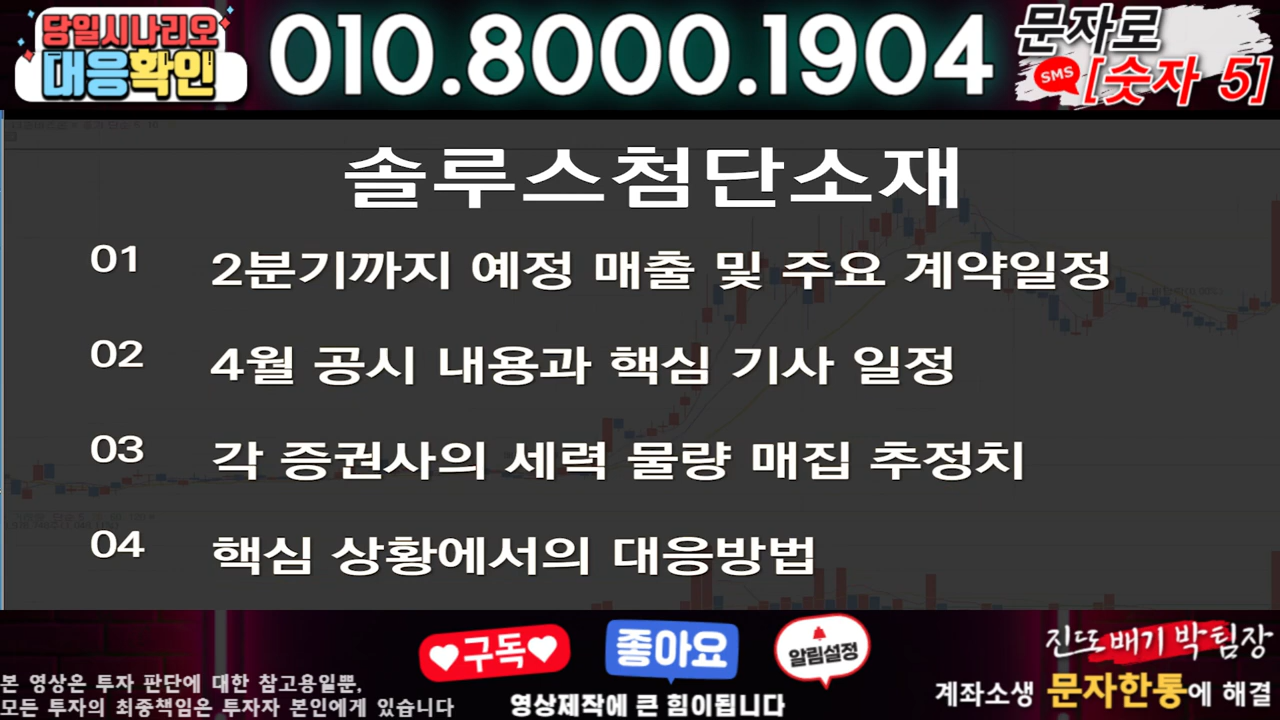 당일시나리오
대응확인
010.8000.1904
문자로
SMS [숫자 5]
솔루스첨단소재
01 2분기까지 예정 매출 및 주요 계약일정
02 4월 공시 내용과 핵심 기사 일정
03 각 증권사의 세력 물량 매집 추정치
04 핵심 상황에서의 대응방법
구독
좋아요
알림설정
영상제작에 큰 힘이됩니다
본 영상은 투자 판단에 대한 참고용일뿐,
모든 투자의 최종책임은 투자자 본인에게 있습니다
진또배기 박팀장
계좌소생 문자한통에 해결